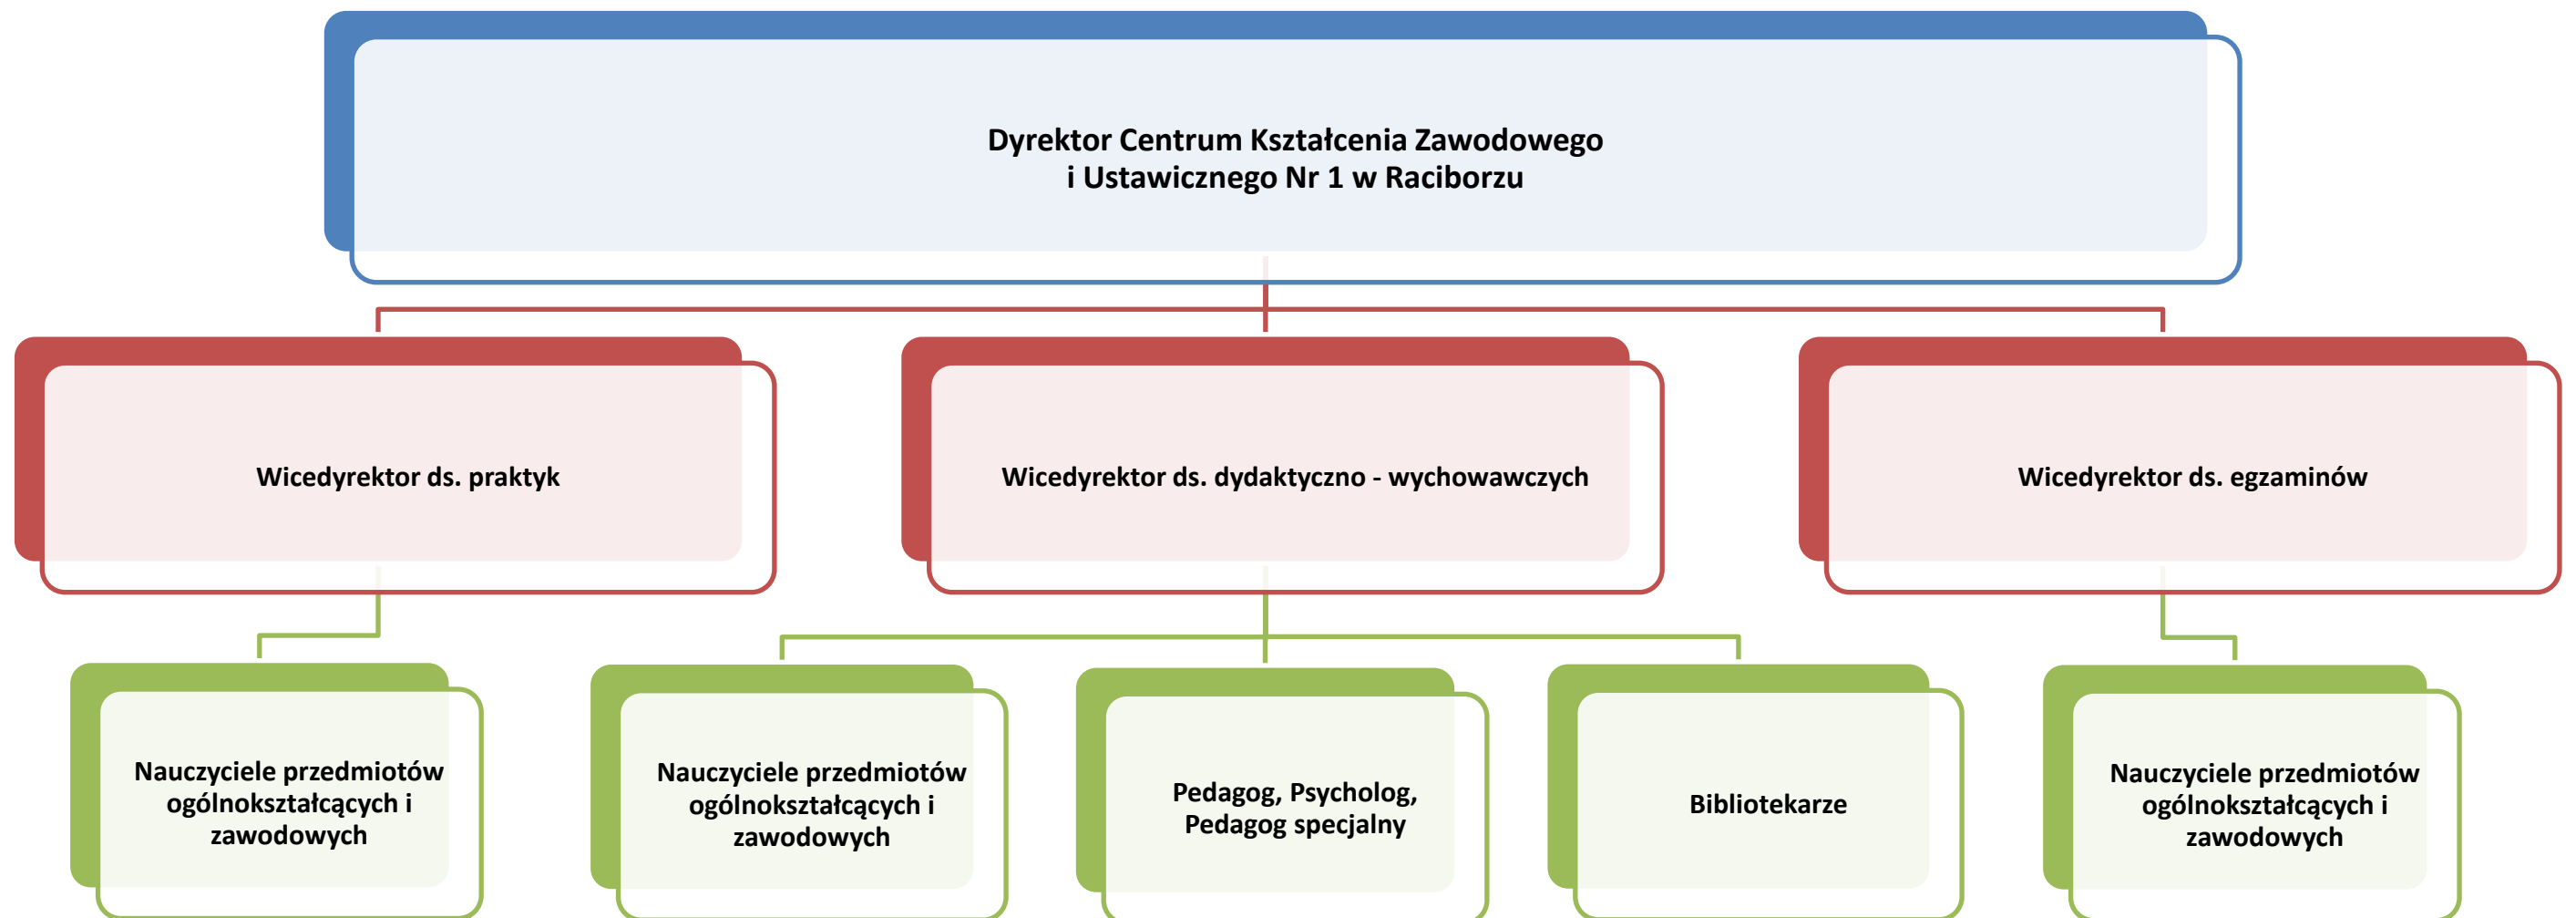 Dyrektor Centrum Kształcenia Zawodowego
i Ustawicznego Nr 1 w Raciborzu
Wicedyrektor ds. praktyk
Wicedyrektor ds. dydaktyczno - wychowawczych
Wicedyrektor ds. egzaminów
Nauczyciele przedmiotów
ogólnokształcących i
zawodowych
Nauczyciele przedmiotów
ogólnokształcących i
zawodowych
Pedagog, Psycholog,
Pedagog specjalny
Bibliotekarze
Nauczyciele przedmiotów
ogólnokształcących i
zawodowych